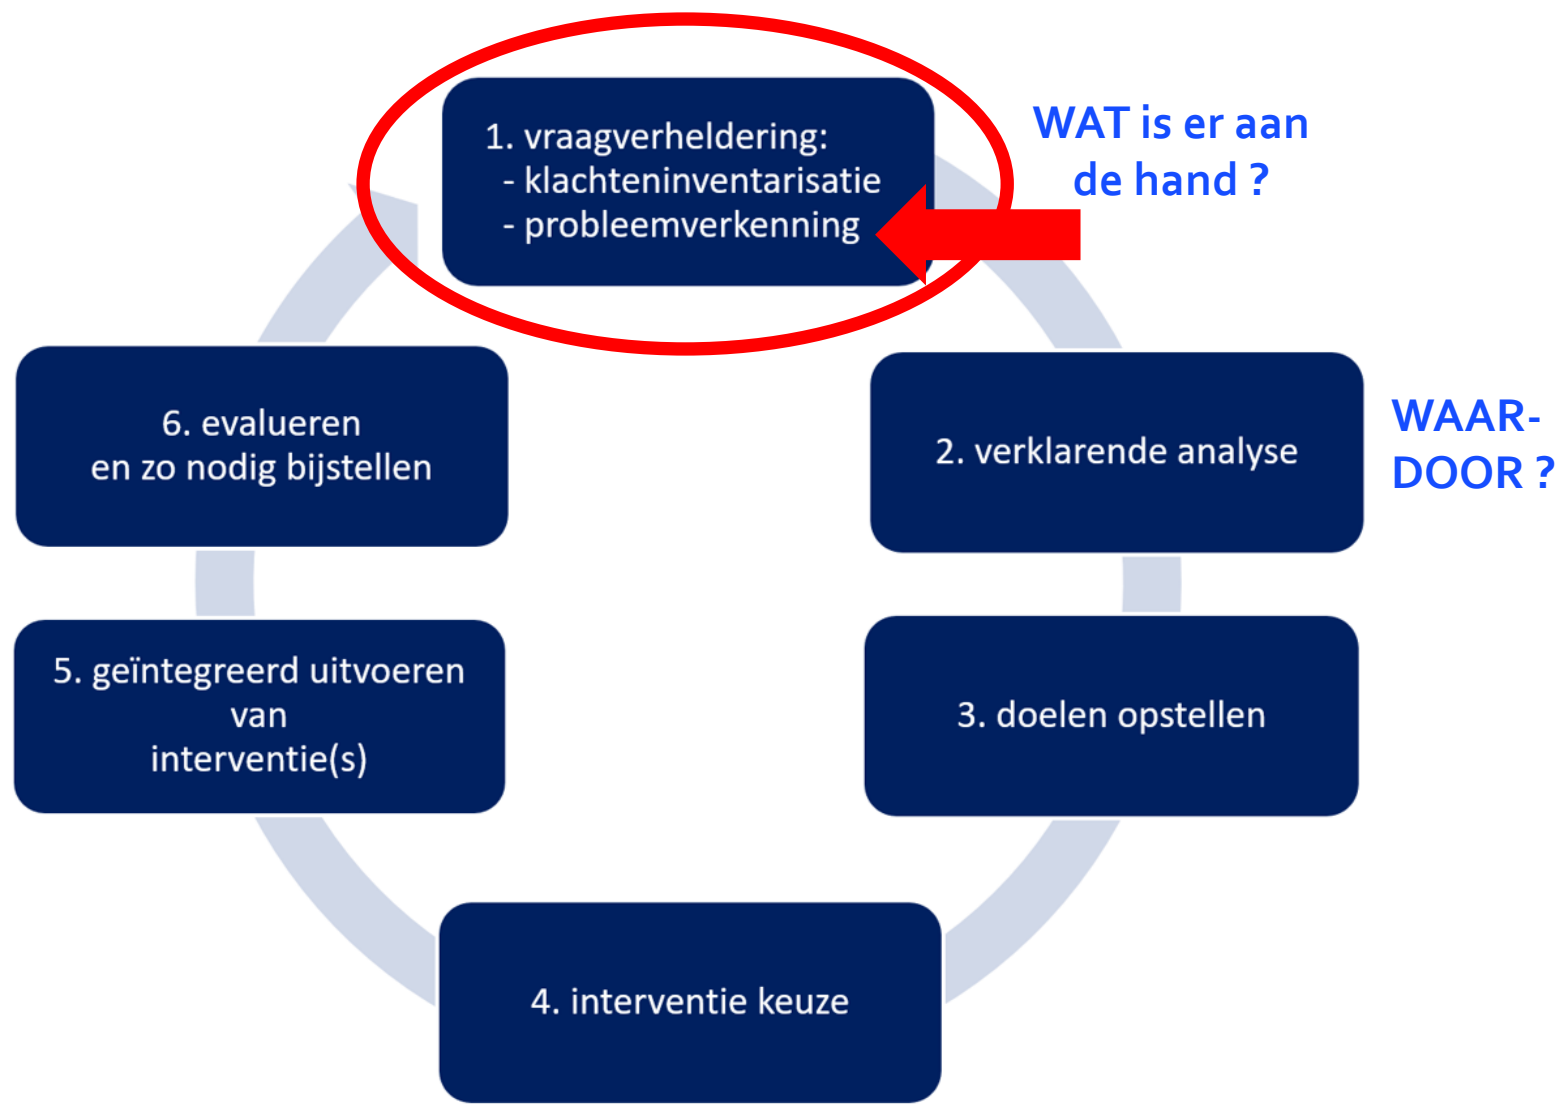 1. vraagverheldering:
- klachteninventarisatie
- probleemverkenning
WAT is er aan
de hand ?
2. verklarende analyse
WAAR-
DOOR ?
3. doelen opstellen
4. interventie keuze
5. geïntegreerd uitvoeren
van
interventie(s)
6. evalueren
en zo nodig bijstellen